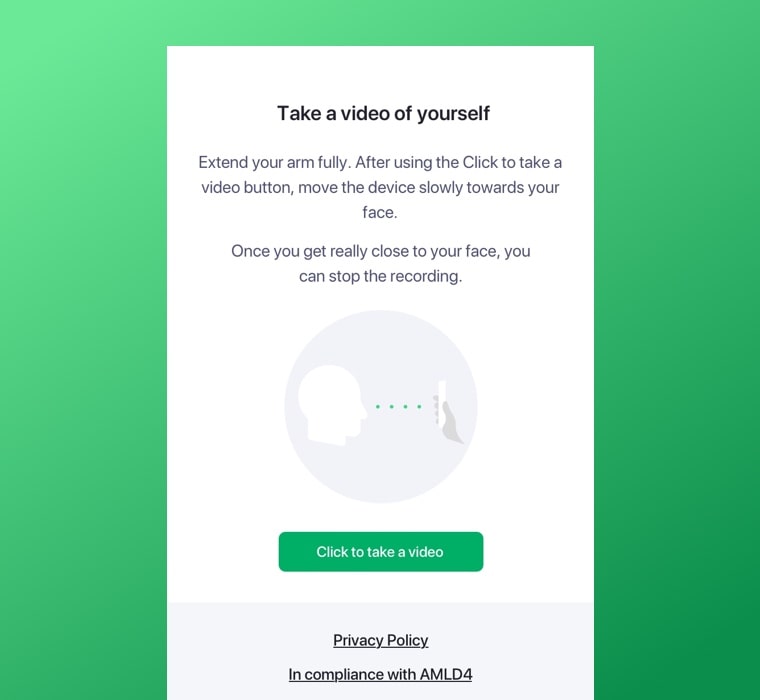 Take a video of yourself
Extend your arm fully. After using the Click to take a
video button, move the device slowly towards your
face.
Once you get really close to your face, you
can stop the recording.
Click to take a video
Privacy Policy
In compliance with AMLD4